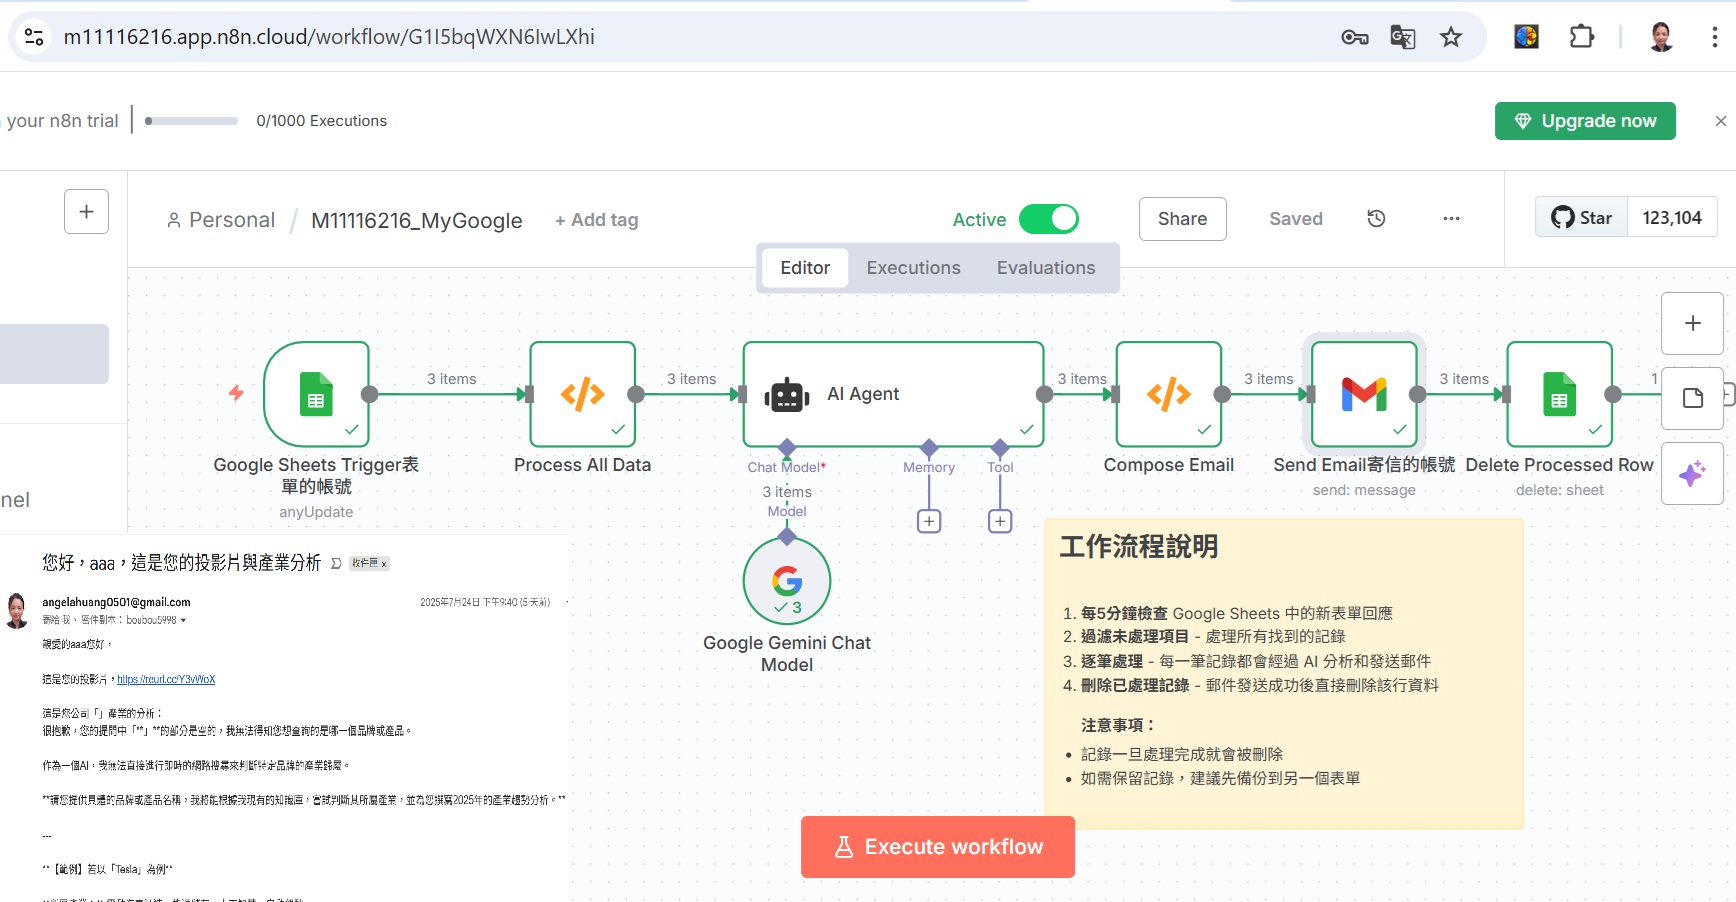 m11116216.app.n8n.cloud/workflow/G1I5bqWXN6IwLXhi
your n8n trial
0/1000 Executions
Upgrade now
Personal / M11116216_MyGoogle
+ Add tag
Active
Share
Saved
Star
123,104
Editor
Executions
Evaluations
3 items
3 items
3 items
3 items
3 items
1
AI Agent
Google Sheets Trigger表
單的帳號
anyUpdate
Process All Data
Chat Model*
Memory
Tool
3 items
Model
3
Google Gemini Chat
Model
Compose Email
Send Email寄信的帳號
send: message
Delete Processed Row
delete: sheet
nel
工作流程說明
1. 每5分鐘檢查 Google Sheets 中的新表單回應
2. 過濾未處理項目 - 處理所有找到的記錄
3. 逐筆處理 - 每一筆記錄都會經過 AI 分析和發送郵件
4. 刪除已處理記錄 - 郵件發送成功後直接刪除該行資料
注意事項：
• 記錄一旦處理完成就會被刪除
• 如需保留記錄，建議先備份到另一個表單
Execute workflow
您好，aaa，這是您的投影片與產業分析
收件匣 x
angelahuang0501@gmail.com
2025年7月24日 下午9:40 (5 天前)
寄給 我、密件副本： boubou5998
親愛的aaa您好，
這是您的投影片，https://reurl.cc/Y3vWoX
這是您公司「」產業的分析：
很抱歉，您的提問中「**」**的部分是空的，我無法得知您想查詢的是哪一個品牌或產品。
作為一個AI，我無法直接進行即時的網路搜尋來判斷特定品牌的產業歸屬。
**請您提供具體的品牌或產品名稱，我將能根據我現有的知識庫，嘗試判斷其所屬產業，並為您撰寫2025年的產業趨勢分析。**
---
**【範例】若以「Tesla」為例**